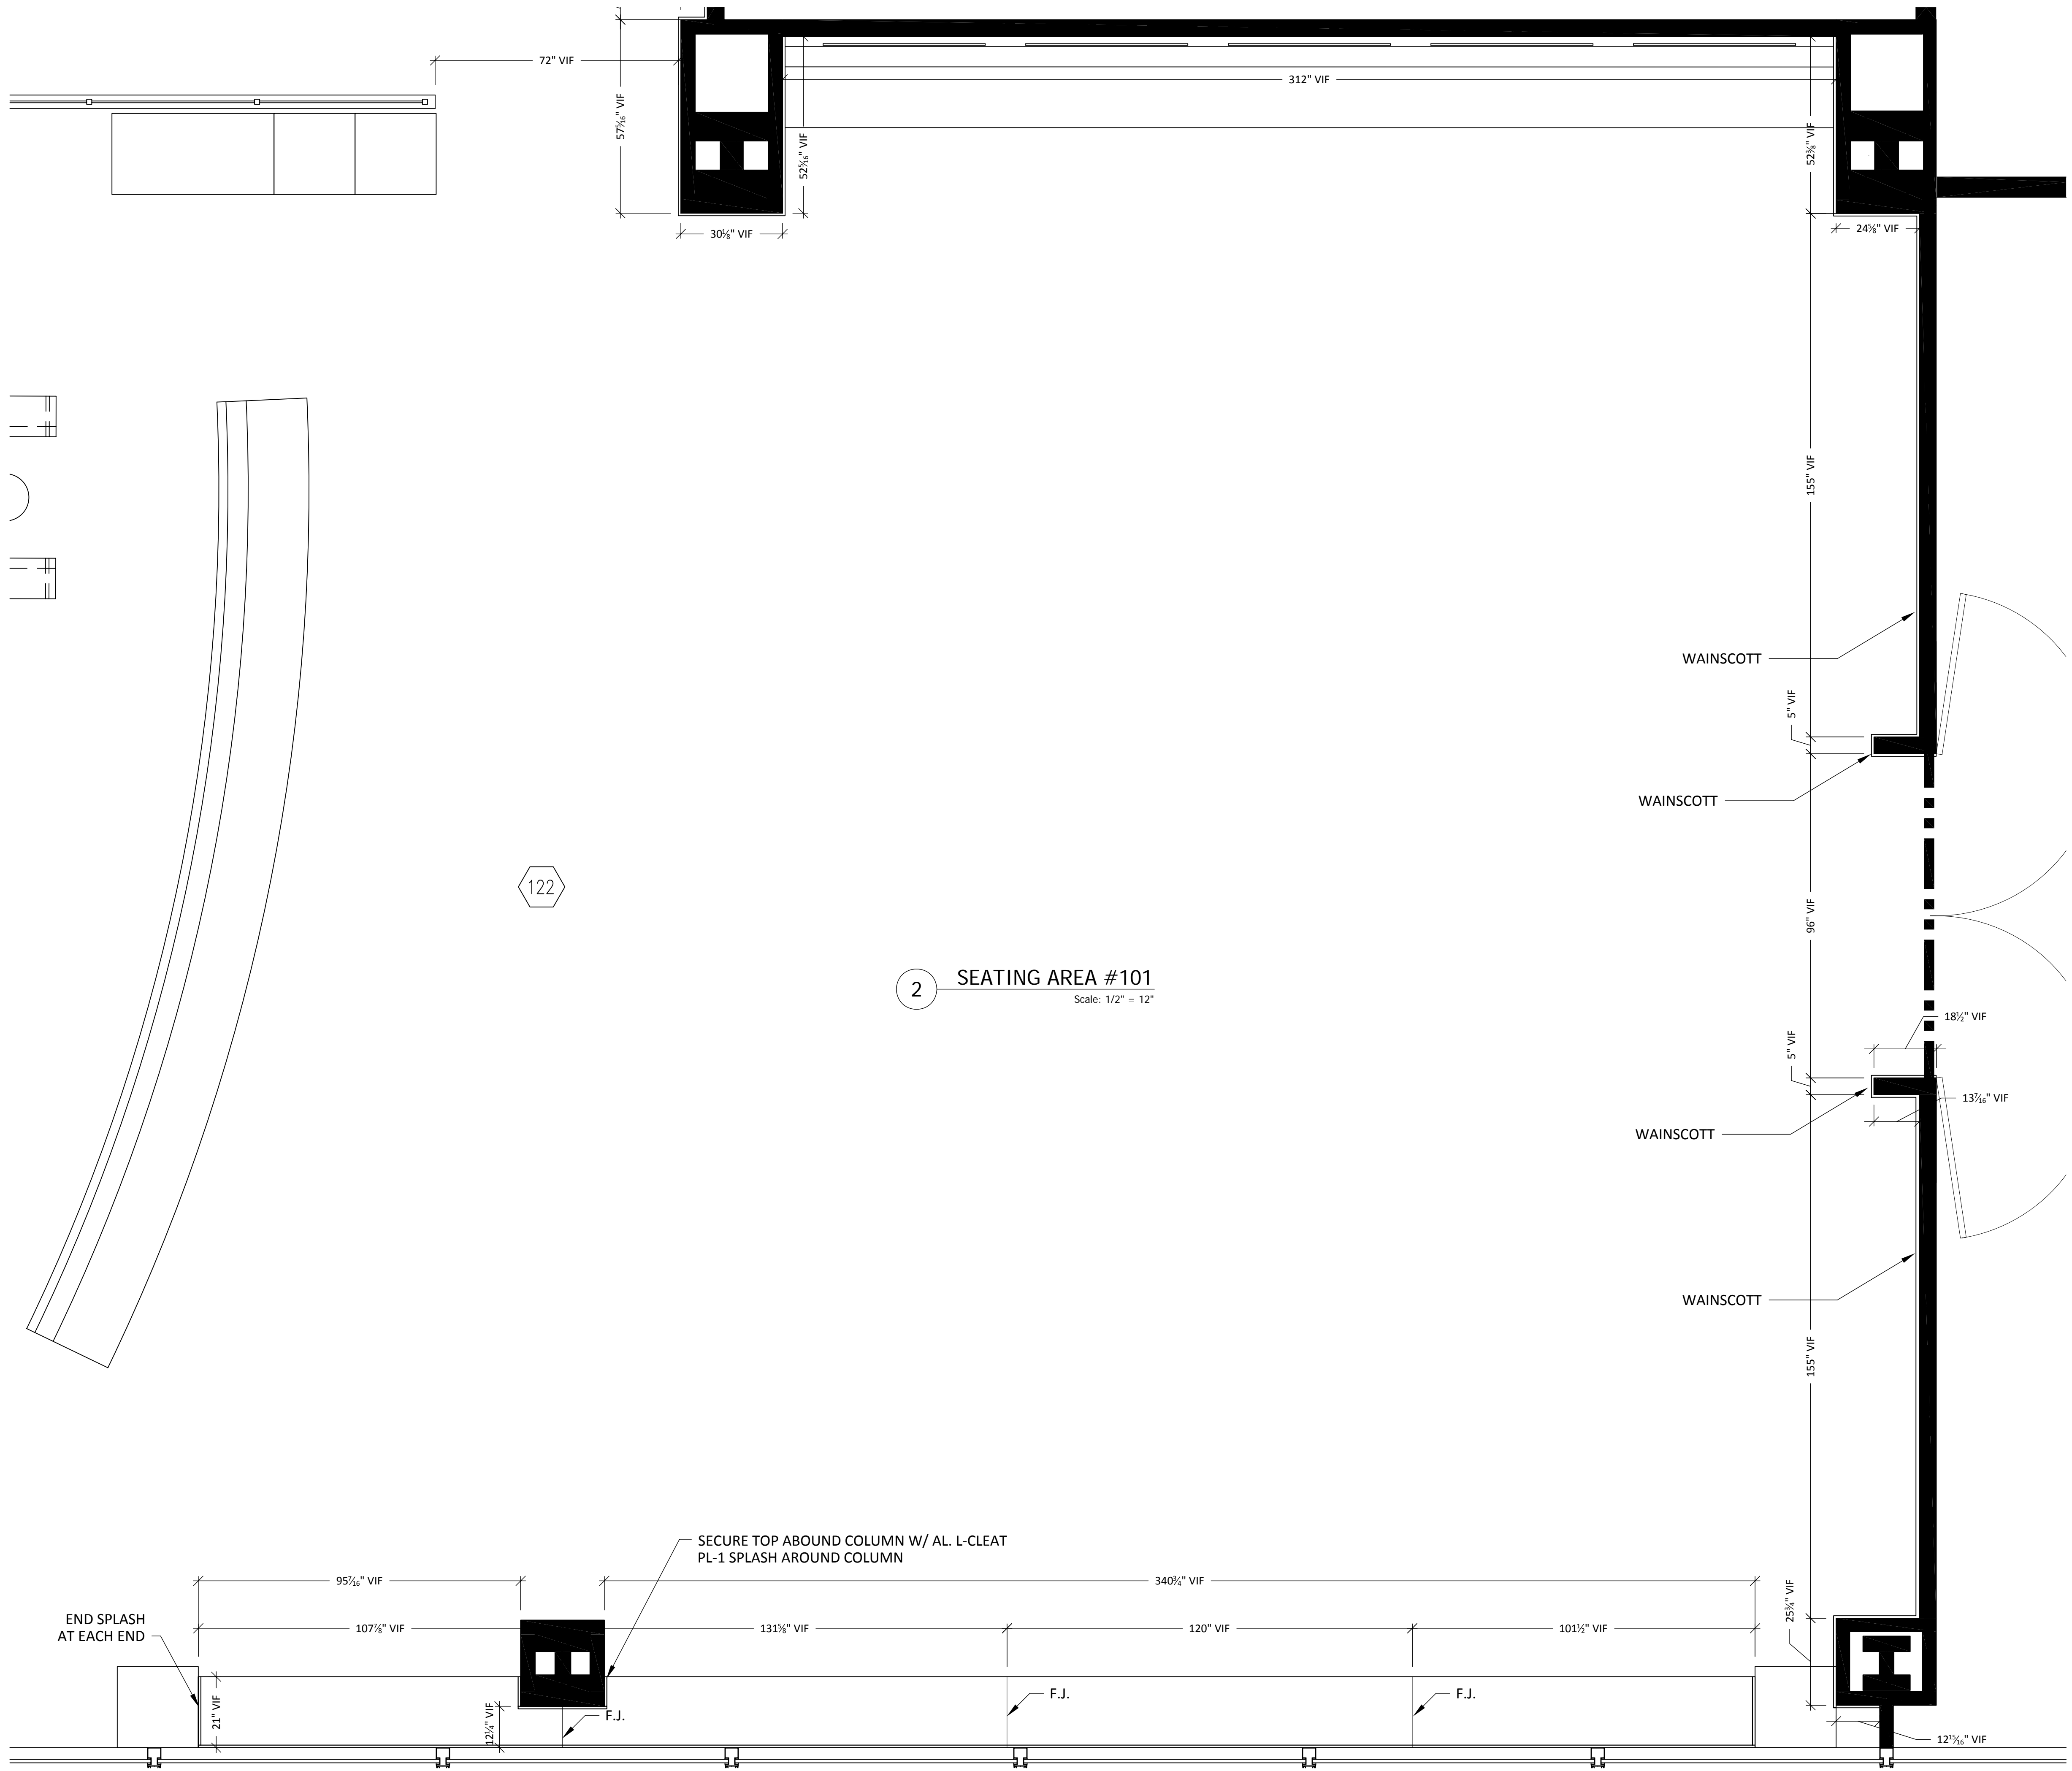 72" VIF
312" VIF
57⁵⁄₁₆" VIF
52⁵⁄₁₆" VIF
52³⁄₈" VIF
30¹⁄₈" VIF
24⁵⁄₈" VIF
155" VIF
WAINSCOTT
5" VIF
WAINSCOTT
122
96" VIF
2
SEATING AREA #101
Scale: 1/2" = 12"
18¹⁄₂" VIF
5" VIF
13⁷⁄₁₆" VIF
WAINSCOTT
WAINSCOTT
155" VIF
SECURE TOP ABOUND COLUMN W/ AL. L-CLEAT
PL-1 SPLASH AROUND COLUMN
95⁷⁄₁₆" VIF
340³⁄₄" VIF
25³⁄₄" VIF
END SPLASH
AT EACH END
107⁷⁄₈" VIF
131⁵⁄₈" VIF
120" VIF
101¹⁄₂" VIF
21" VIF
12¹⁄₄" VIF
F.J.
F.J.
F.J.
12¹⁵⁄₁₆" VIF